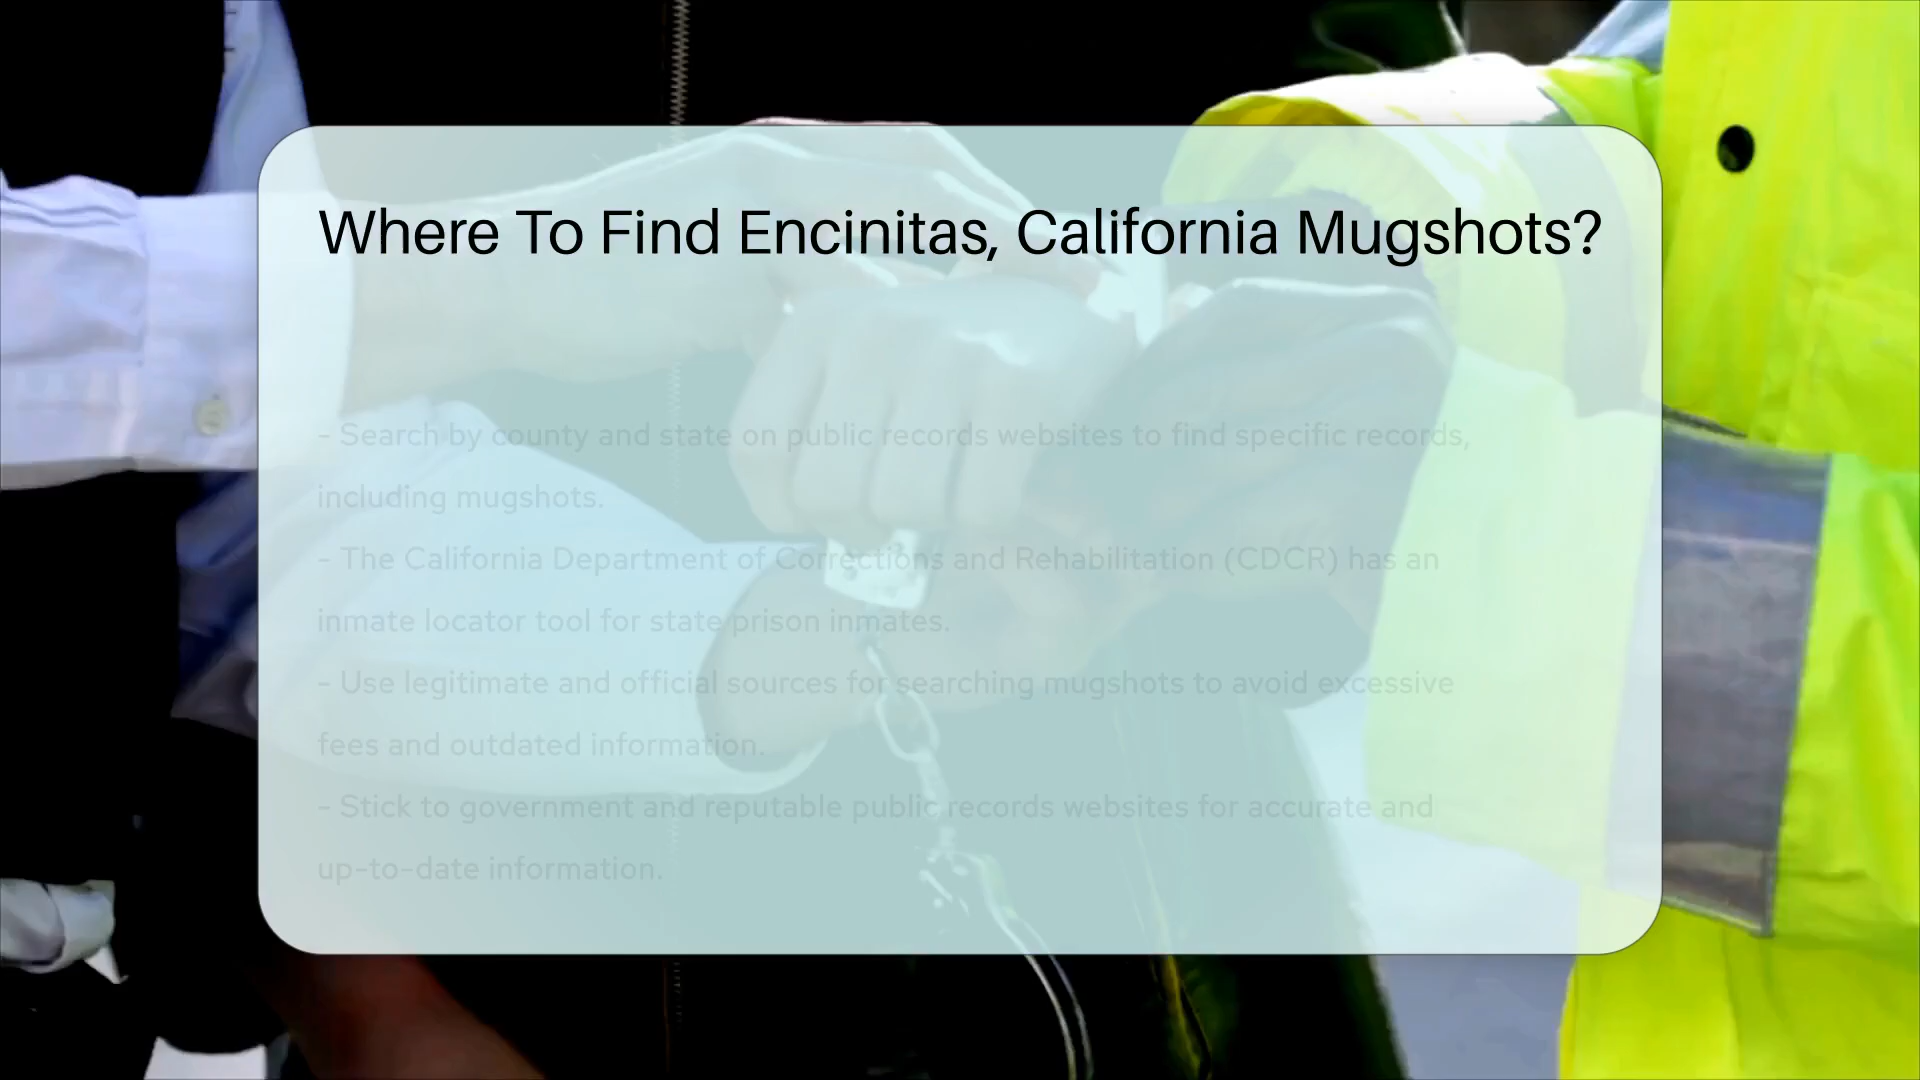 Where To Find Encinitas, California Mugshots?
- Search by county and state on public records websites to find specific records,
including mugshots.
- The California Department of Corrections and Rehabilitation (CDCR) has an
inmate locator tool for state prison inmates.
- Use legitimate and official sources for searching mugshots to avoid excessive
fees and outdated information.
- Stick to government and reputable public records websites for accurate and
up-to-date information.